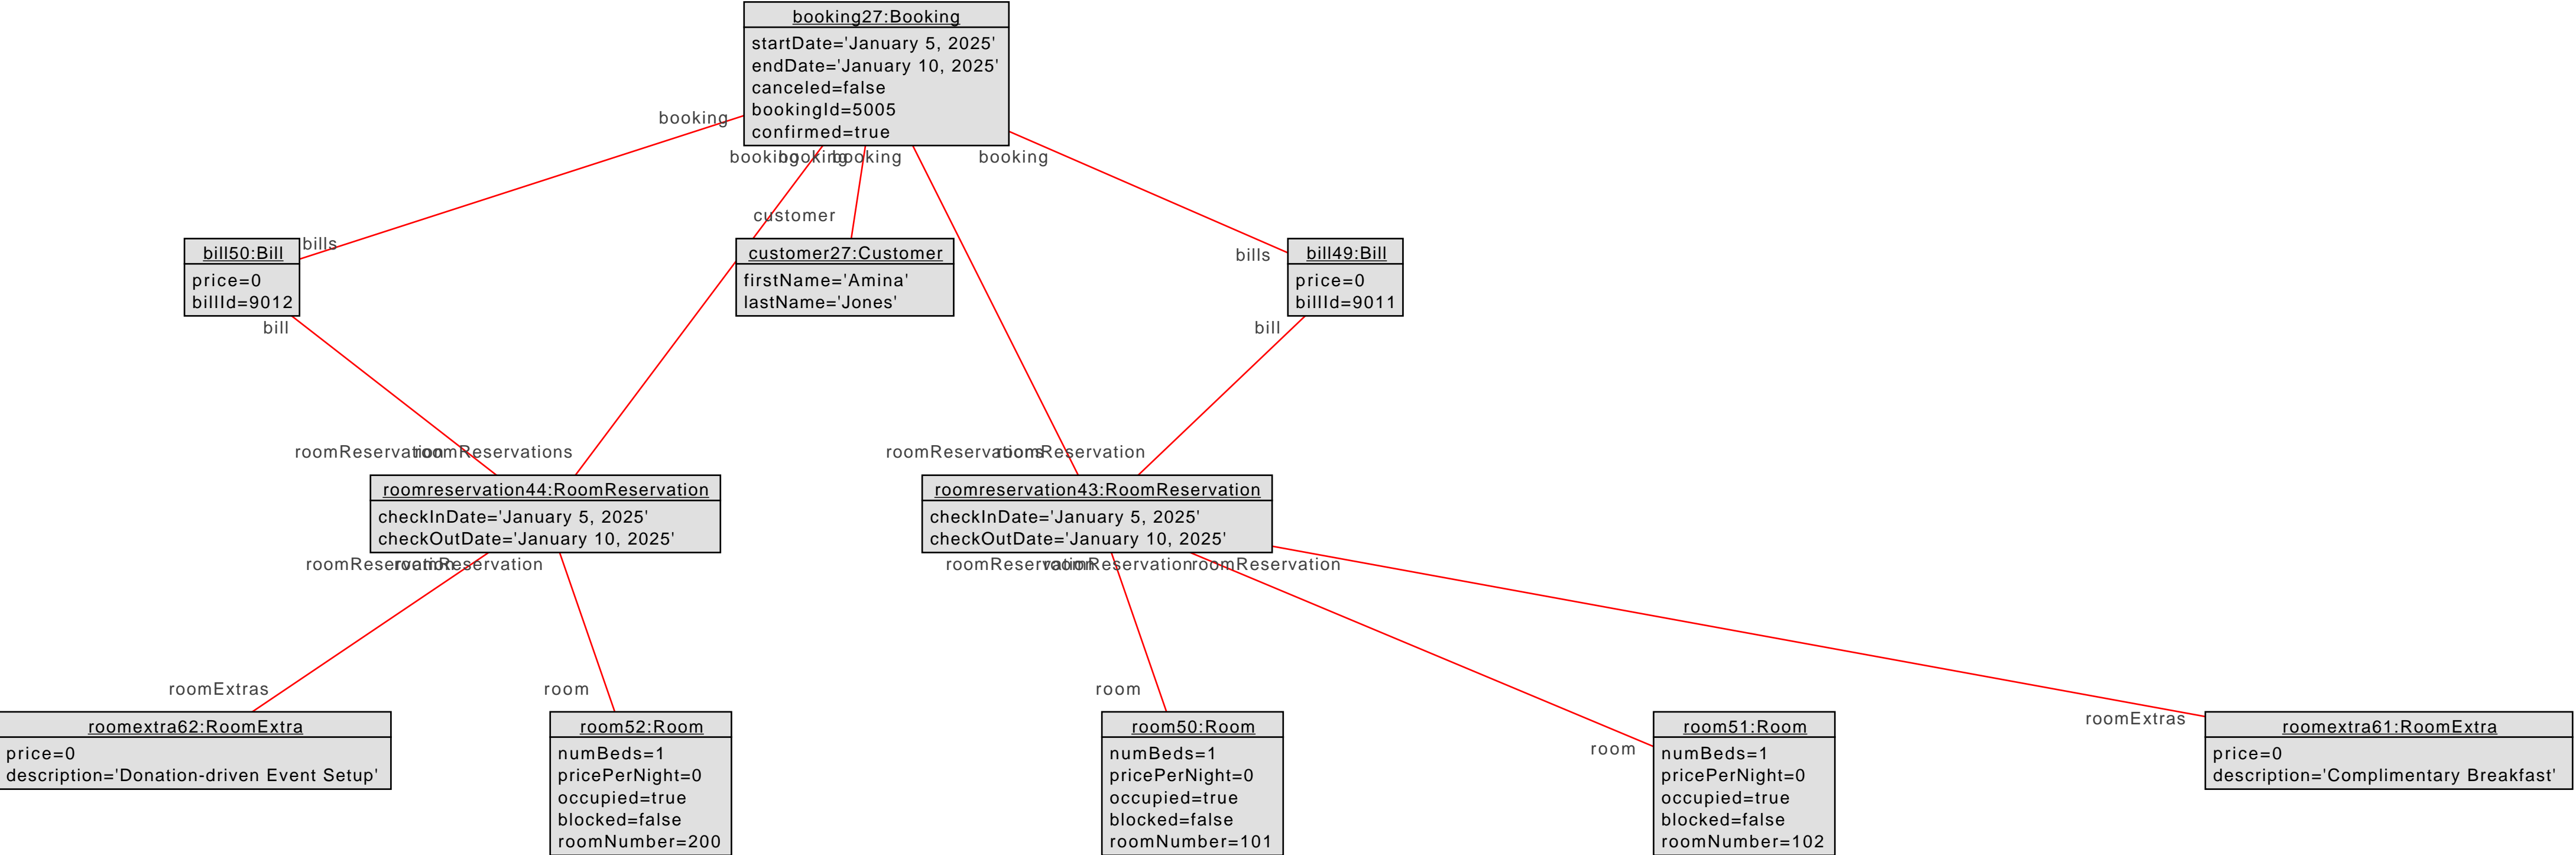 booking27:Booking
startDate='January 5, 2025'
endDate='January 10, 2025'
canceled=false
bookingId=5005
confirmed=true
booking
booking
booking
booking
booking
customer
bills
bills
bill50:Bill
price=0
billId=9012
customer27:Customer
firstName='Amina'
lastName='Jones'
bill49:Bill
price=0
billId=9011
bill
bill
roomReservation
roomReservations
roomReservations
roomReservation
roomreservation44:RoomReservation
checkInDate='January 5, 2025'
checkOutDate='January 10, 2025'
roomreservation43:RoomReservation
checkInDate='January 5, 2025'
checkOutDate='January 10, 2025'
roomReservation
roomReservation
roomReservation
roomReservation
roomReservation
roomExtras
room
room
room
roomExtras
roomextra62:RoomExtra
price=0
description='Donation-driven Event Setup'
room52:Room
numBeds=1
pricePerNight=0
occupied=true
blocked=false
roomNumber=200
room50:Room
numBeds=1
pricePerNight=0
occupied=true
blocked=false
roomNumber=101
room51:Room
numBeds=1
pricePerNight=0
occupied=true
blocked=false
roomNumber=102
roomextra61:RoomExtra
price=0
description='Complimentary Breakfast'